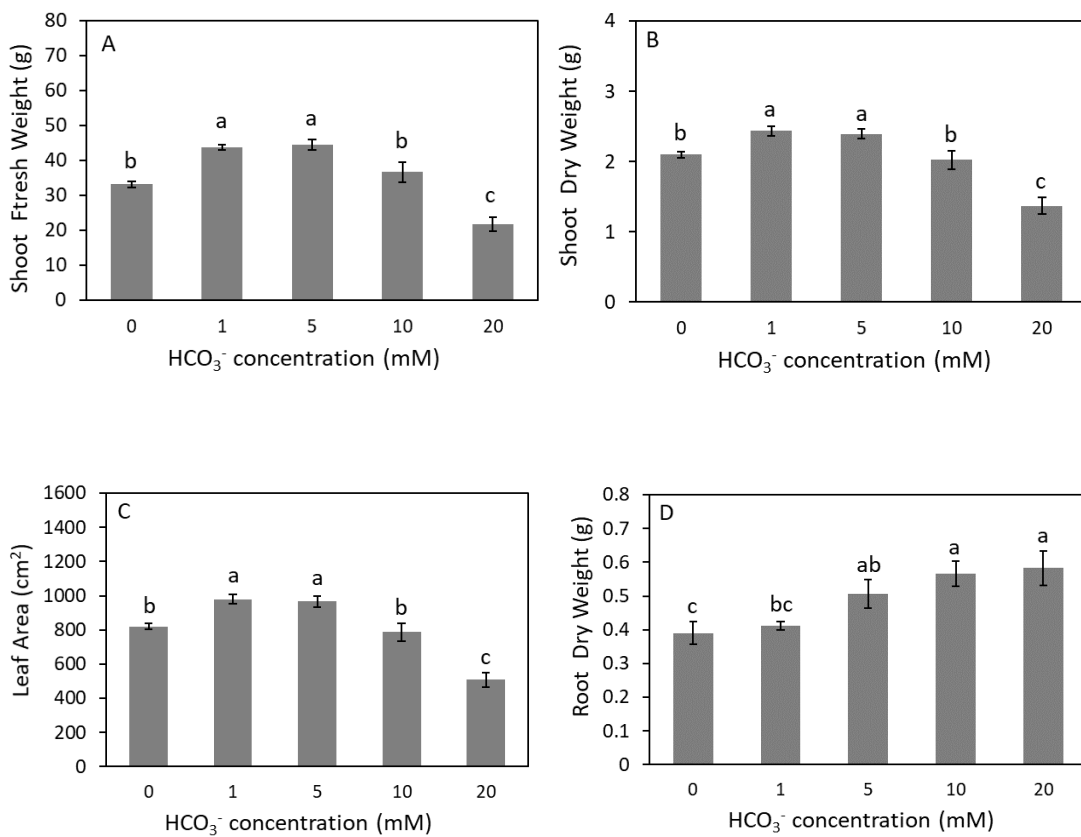 A
Shoot Ftresh Weight (g)
80
70
60
50
40
30
20
10
0
b
a
a
b
c
0 1 5 10 20
HCO₃⁻ concentration (mM)
B
Shoot Dry Weight (g)
4
3
2
1
0
b
a
a
b
c
0 1 5 10 20
HCO₃⁻ concentration (mM)
C
Leaf Area (cm²)
1600
1400
1200
1000
800
600
400
200
0
b
a
a
b
c
0 1 5 10 20
HCO₃⁻ concentration (mM)
D
Root Dry Weight (g)
0.8
0.7
0.6
0.5
0.4
0.3
0.2
0.1
0
c
bc
ab
a
a
0 1 5 10 20
HCO₃⁻ concentration (mM)